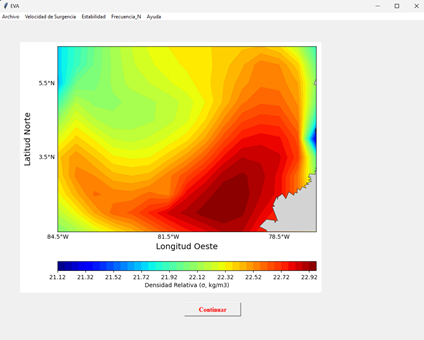 EVA
Archivo Velocidad de Surgencia Estabilidad Frecuencia_N Ayuda
5.5°N
3.5°N
Latitud Norte
84.5°W 81.5°W 78.5°W
Longitud Oeste
21.12 21.32 21.52 21.72 21.92 22.12 22.32 22.52 22.72 22.92
Densidad Relativa (σ, kg/m3)
Continuar